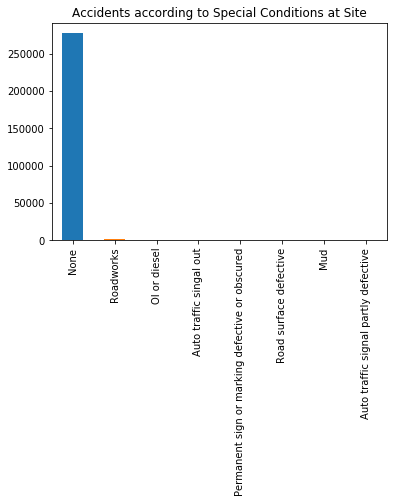 Accidents according to Special Conditions at Site
250000
200000
150000
100000
50000
0
None
Roadworks
Ol or diesel
Auto traffic singal out
Permanent sign or marking defective or obscured
Road surface defective
Mud
Auto traffic signal partly defective